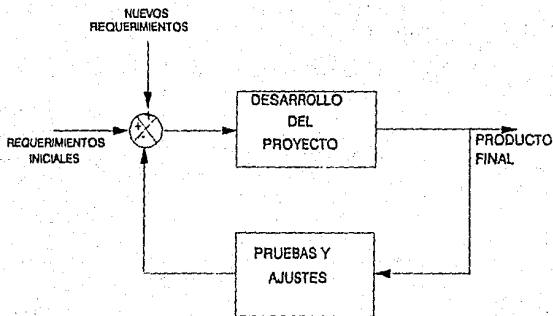 NUEVOS
REQUERIMIENTOS
REQUERIMIENTOS
INICIALES
DESARROLLO
DEL
PROYECTO
PRODUCTO
FINAL
PRUEBAS Y
AJUSTES